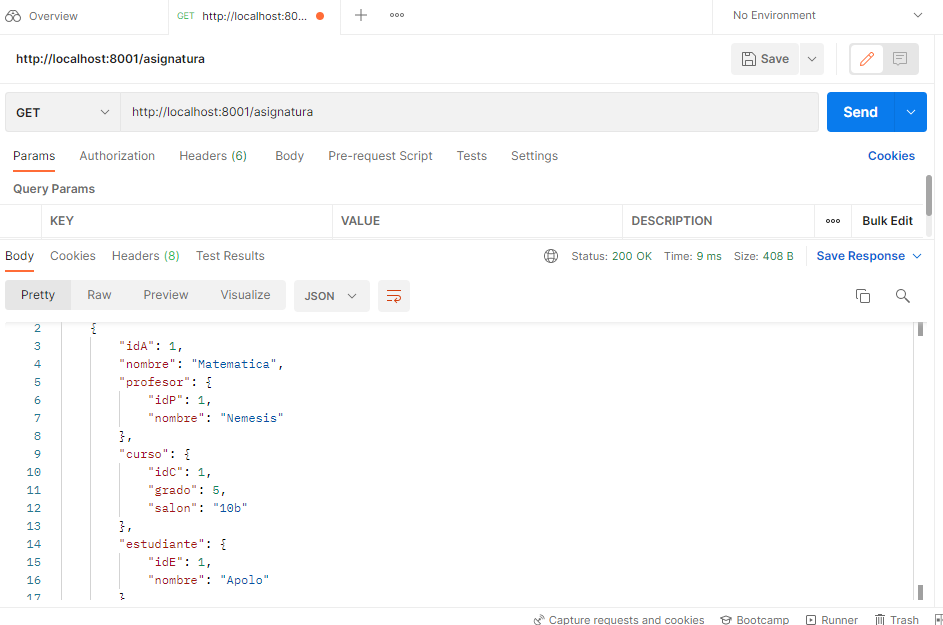 Overview GET http://localhost:80... No Environment
http://localhost:8001/asignatura Save
GET http://localhost:8001/asignatura Send
Params Authorization Headers (6) Body Pre-request Script Tests Settings Cookies
Query Params
KEY VALUE DESCRIPTION Bulk Edit
Body Cookies Headers (8) Test Results Status: 200 OK Time: 9 ms Size: 408 B Save Response
Pretty Raw Preview Visualize JSON
2 {
3 "idA": 1,
4 "nombre": "Matematica",
5 "profesor": {
6 "idP": 1,
7 "nombre": "Nemesis"
8 },
9 "curso": {
10 "idC": 1,
11 "grado": 5,
12 "salon": "10b"
13 },
14 "estudiante": {
15 "idE": 1,
16 "nombre": "Apolo"
17 }
Capture requests and cookies Bootcamp Runner Trash